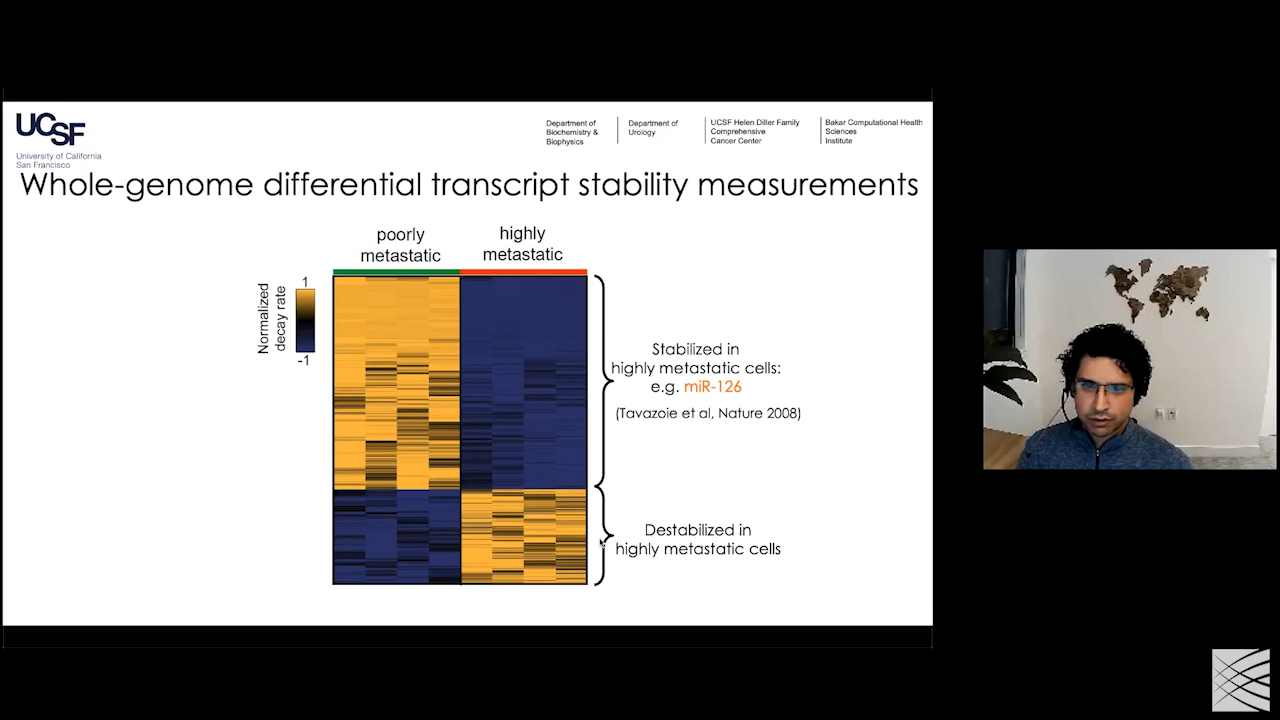 UCSF
University of California
San Francisco
Department of
Biochemistry &
Biophysics
Department of
Urology
UCSF Helen Diller Family
Comprehensive
Cancer Center
Bakar Computational Health
Sciences
Institute
Whole-genome differential transcript stability measurements
poorly
metastatic
highly
metastatic
Normalized
decay rate
1
-1
Stabilized in
highly metastatic cells:
e.g. miR-126
(Tavazoie et al, Nature 2008)
Destabilized in
highly metastatic cells